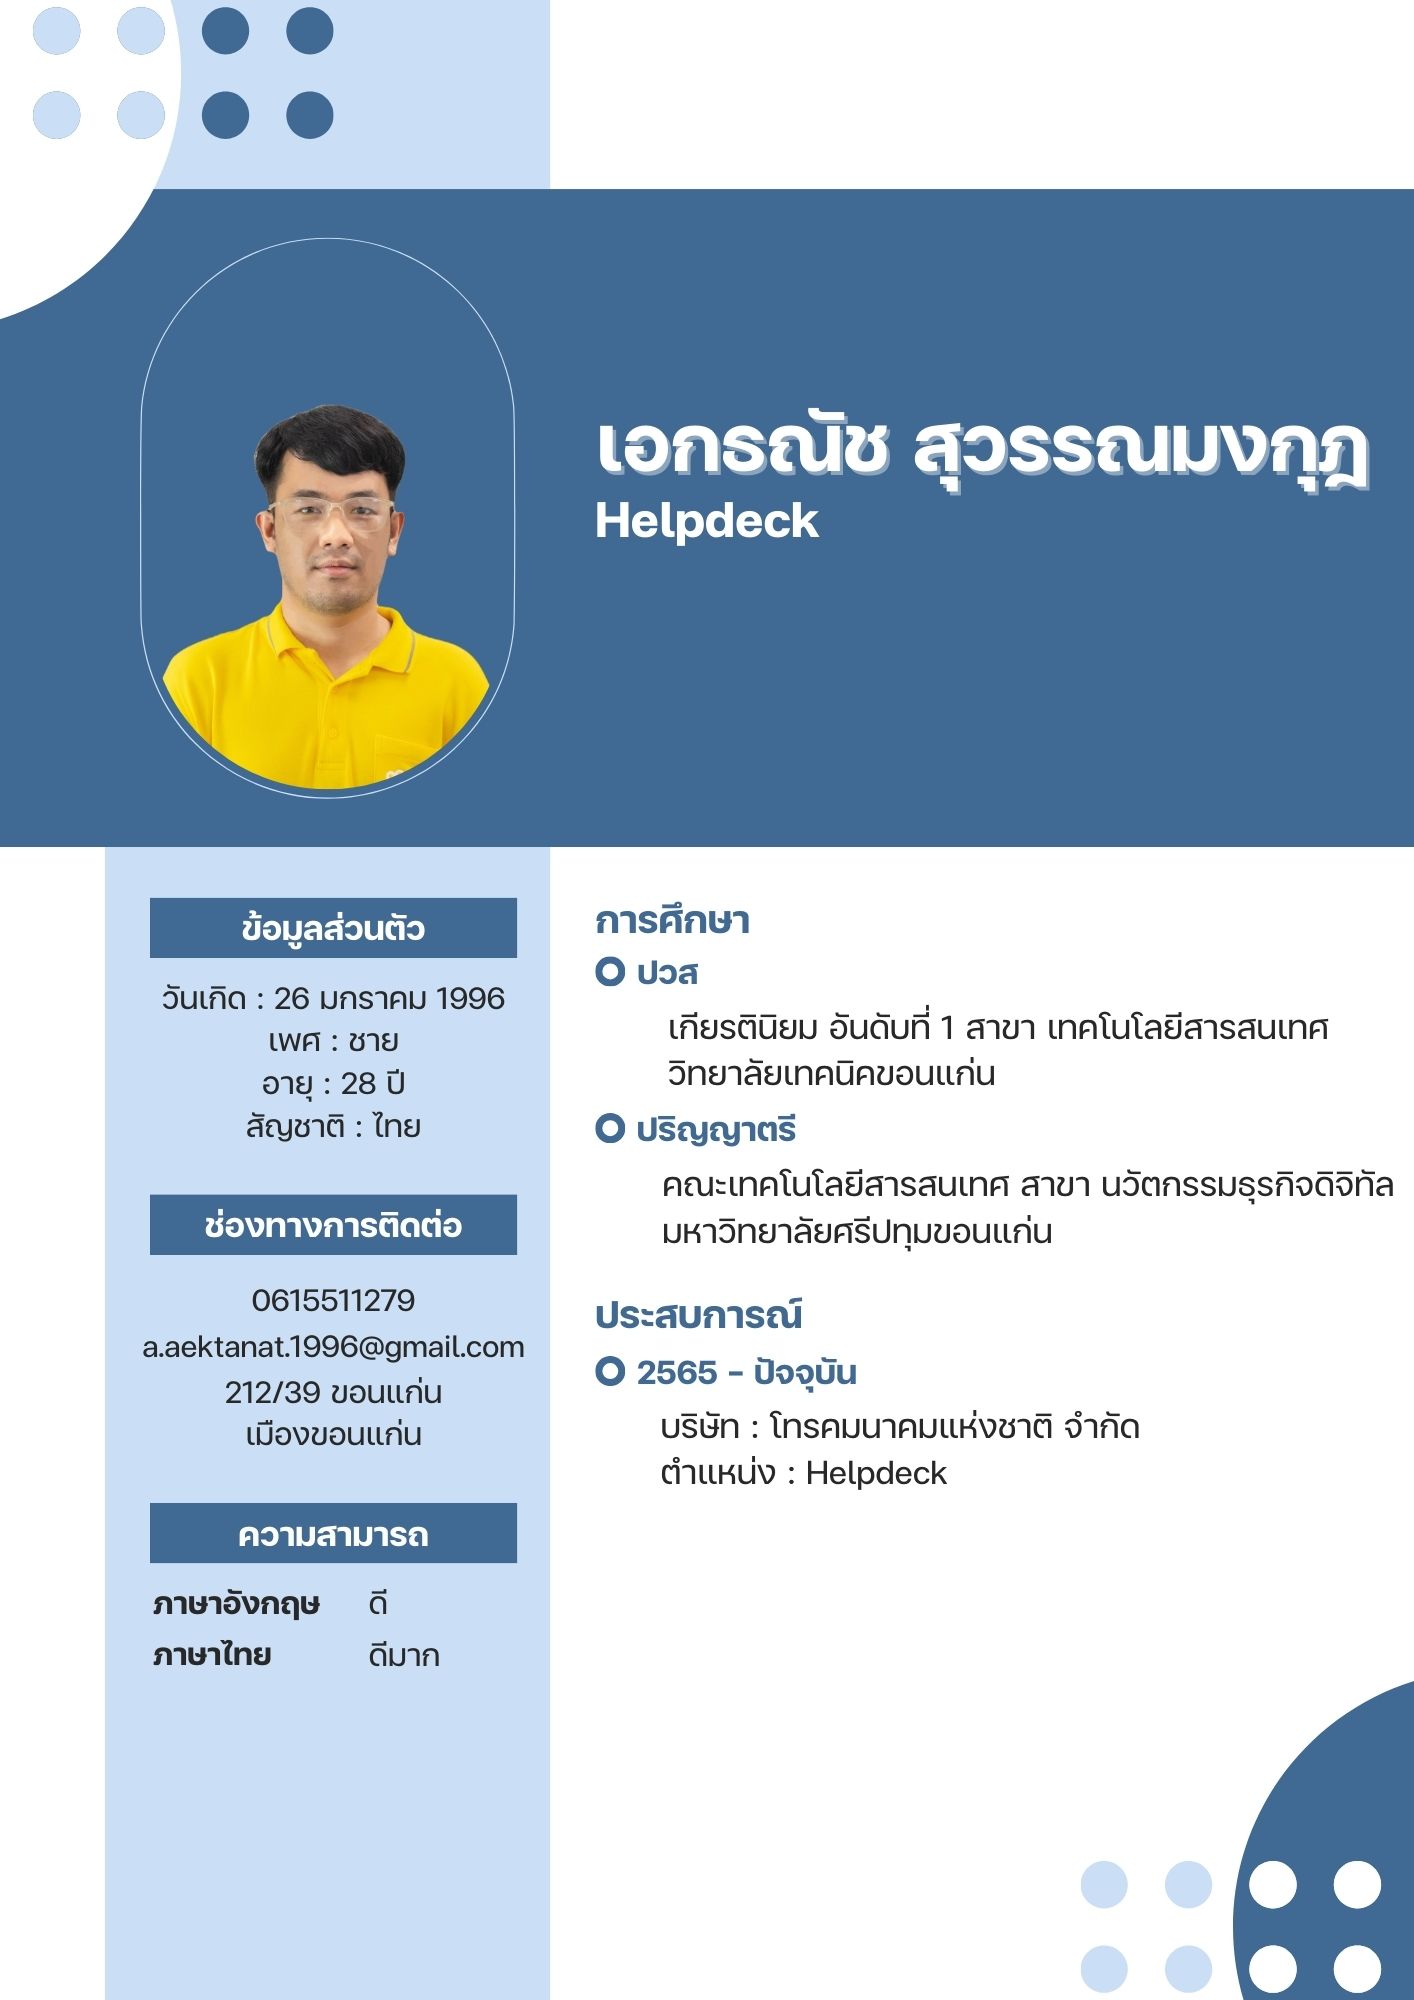 เอกธณัช สุวรรณมงกุฎ
Helpdeck
ข้อมูลส่วนตัว
วันเกิด : 26 มกราคม 1996
เพศ : ชาย
อายุ : 28 ปี
สัญชาติ : ไทย
ช่องทางการติดต่อ
0615511279
a.aektanat.1996@gmail.com
212/39 ขอนแก่น
เมืองขอนแก่น
ความสามารถ
ภาษาอังกฤษ ดี
ภาษาไทย ดีมาก
การศึกษา
ปวส
เกียรตินิยม อันดับที่ 1 สาขา เทคโนโลยีสารสนเทศ
วิทยาลัยเทคนิคขอนแก่น
ปริญญาตรี
คณะเทคโนโลยีสารสนเทศ สาขา นวัตกรรมธุรกิจดิจิทัล
มหาวิทยาลัยศรีปทุมขอนแก่น
ประสบการณ์
2565 - ปัจจุบัน
บริษัท : โทรคมนาคมแห่งชาติ จำกัด
ตำแหน่ง : Helpdeck